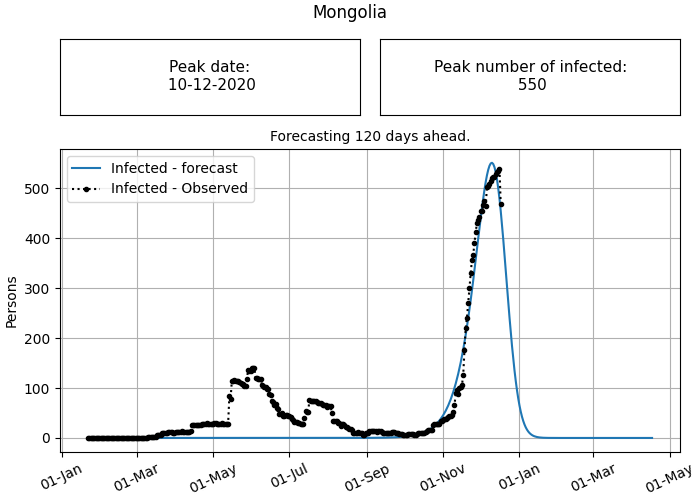 Mongolia
Peak date:
10-12-2020
Peak number of infected:
550
Forecasting 120 days ahead.
Infected - forecast
Infected - Observed
Persons
500
400
300
200
100
0
01-Jan
01-Mar
01-May
01-Jul
01-Sep
01-Nov
01-Jan
01-Mar
01-May